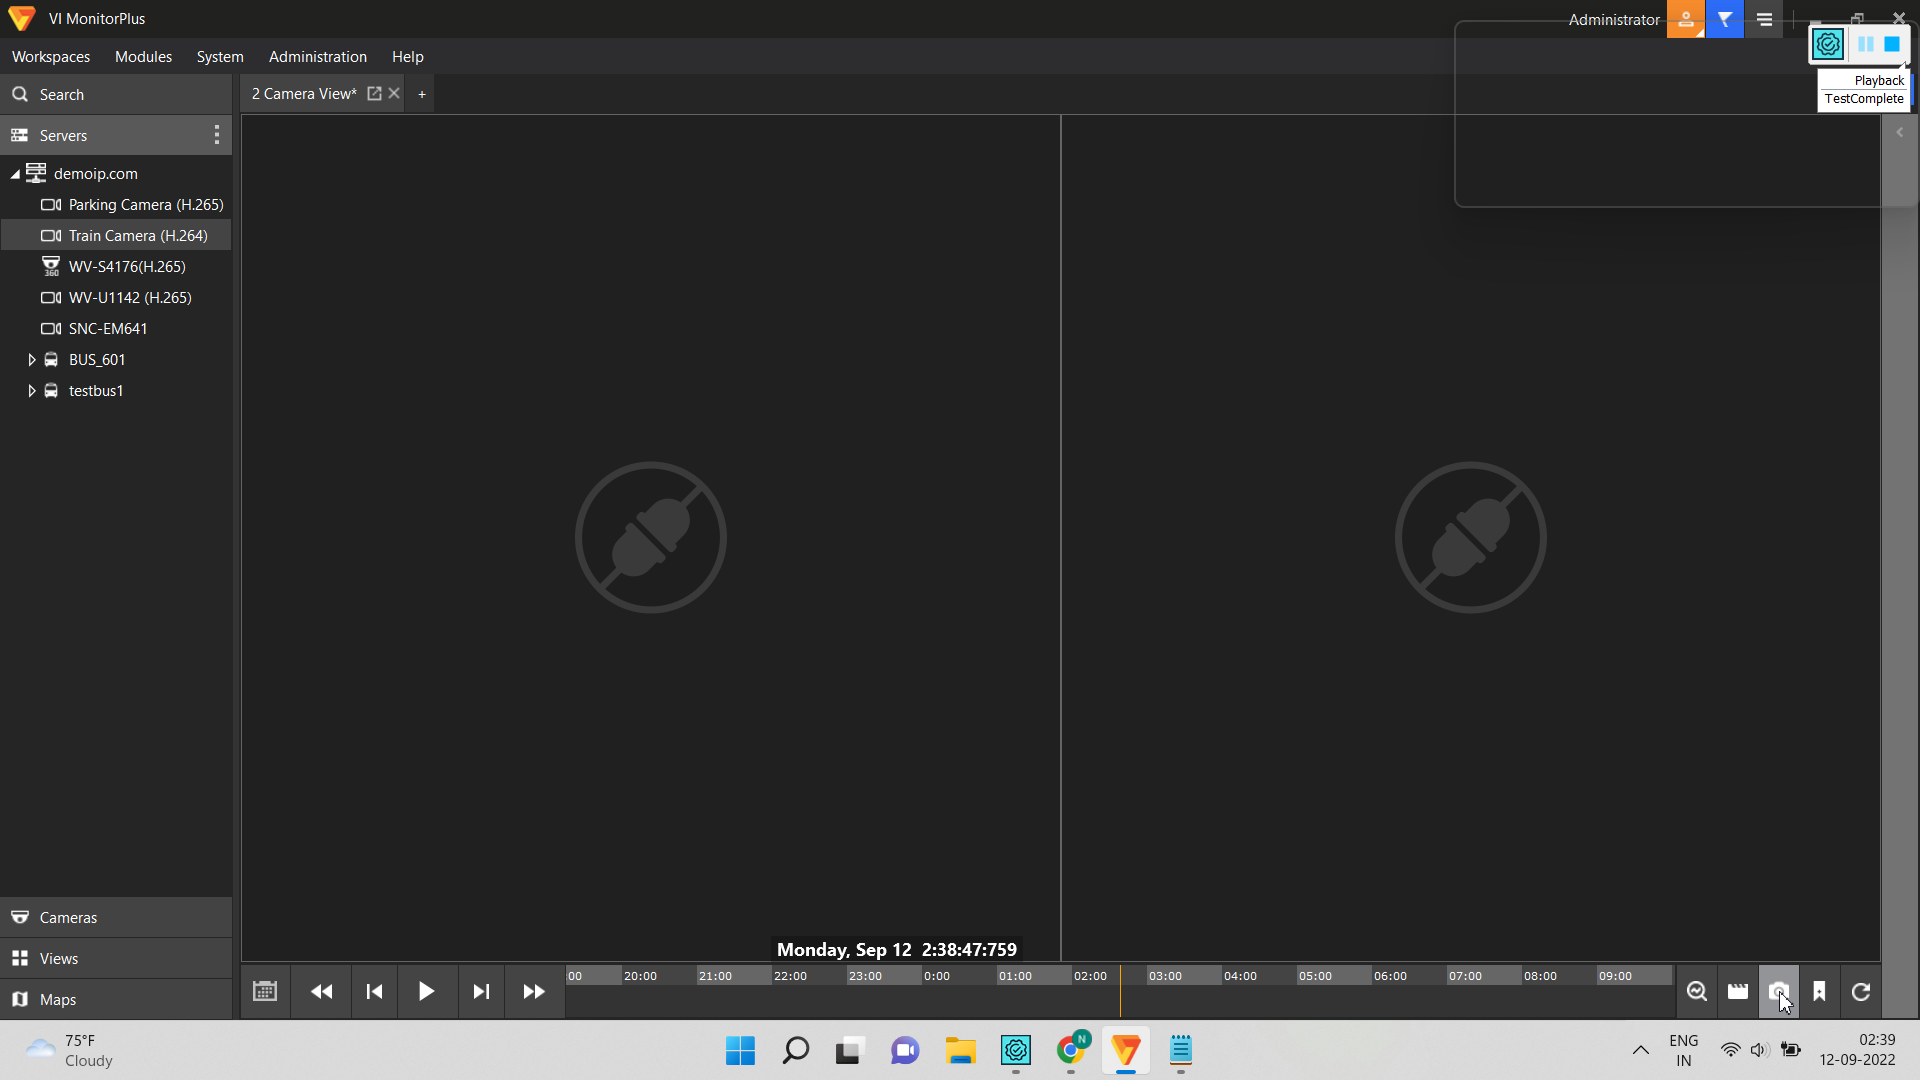 VI MonitorPlus
Administrator
Workspaces Modules System Administration Help
Playback
TestComplete
Search
2 Camera View* +
Servers
demoip.com
Parking Camera (H.265)
Train Camera (H.264)
360 WV-S4176(H.265)
WV-U1142 (H.265)
SNC-EM641
BUS_601
testbus1
Cameras
Views
Maps
Monday, Sep 12 2:38:47:759
00 20:00 21:00 22:00 23:00 0:00 01:00 02:00 03:00 04:00 05:00 06:00 07:00 08:00 09:00
75°F
Cloudy
N
ENG
IN
02:39
12-09-2022